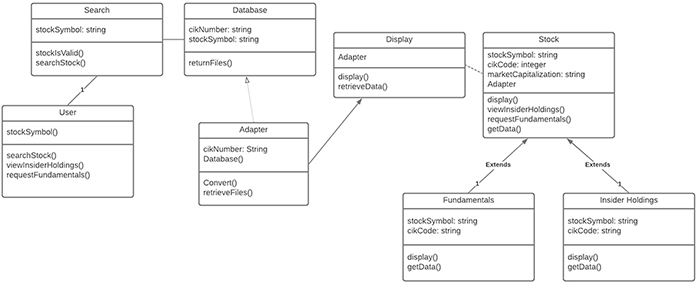 Search
stockSymbol: string
stockIsValid()
searchStock()
Database
cikNumber: string
stockSymbol: string
returnFiles()
Display
Adapter
display()
retrieveData()
Stock
stockSymbol: string
cikCode: integer
marketCapitalization: string
Adapter
display()
viewInsiderHoldings()
requestFundamentals()
getData()
1
User
stockSymbol()
searchStock()
viewInsiderHoldings()
requestFundamentals()
Adapter
cikNumber: String
Database()
Convert()
retrieveFiles()
Extends
1
Extends
1
Fundamentals
stockSymbol: string
cikCode: string
display()
getData()
Insider Holdings
stockSymbol: string
cikCode: string
display()
getData()